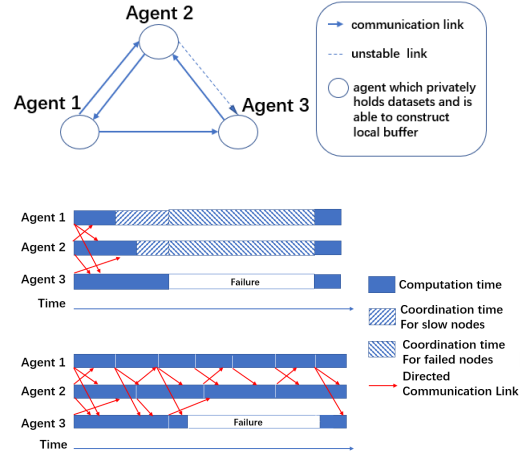 Agent 2
Agent 1
Agent 3
communication link
unstable link
agent which privately
holds datasets and is
able to construct
local buffer
Agent 1
Agent 2
Agent 3
Failure
Time
Computation time
Coordination time
For slow nodes
Coordination time
For failed nodes
Directed
Communication Link
Agent 1
Agent 2
Agent 3
Failure
Time